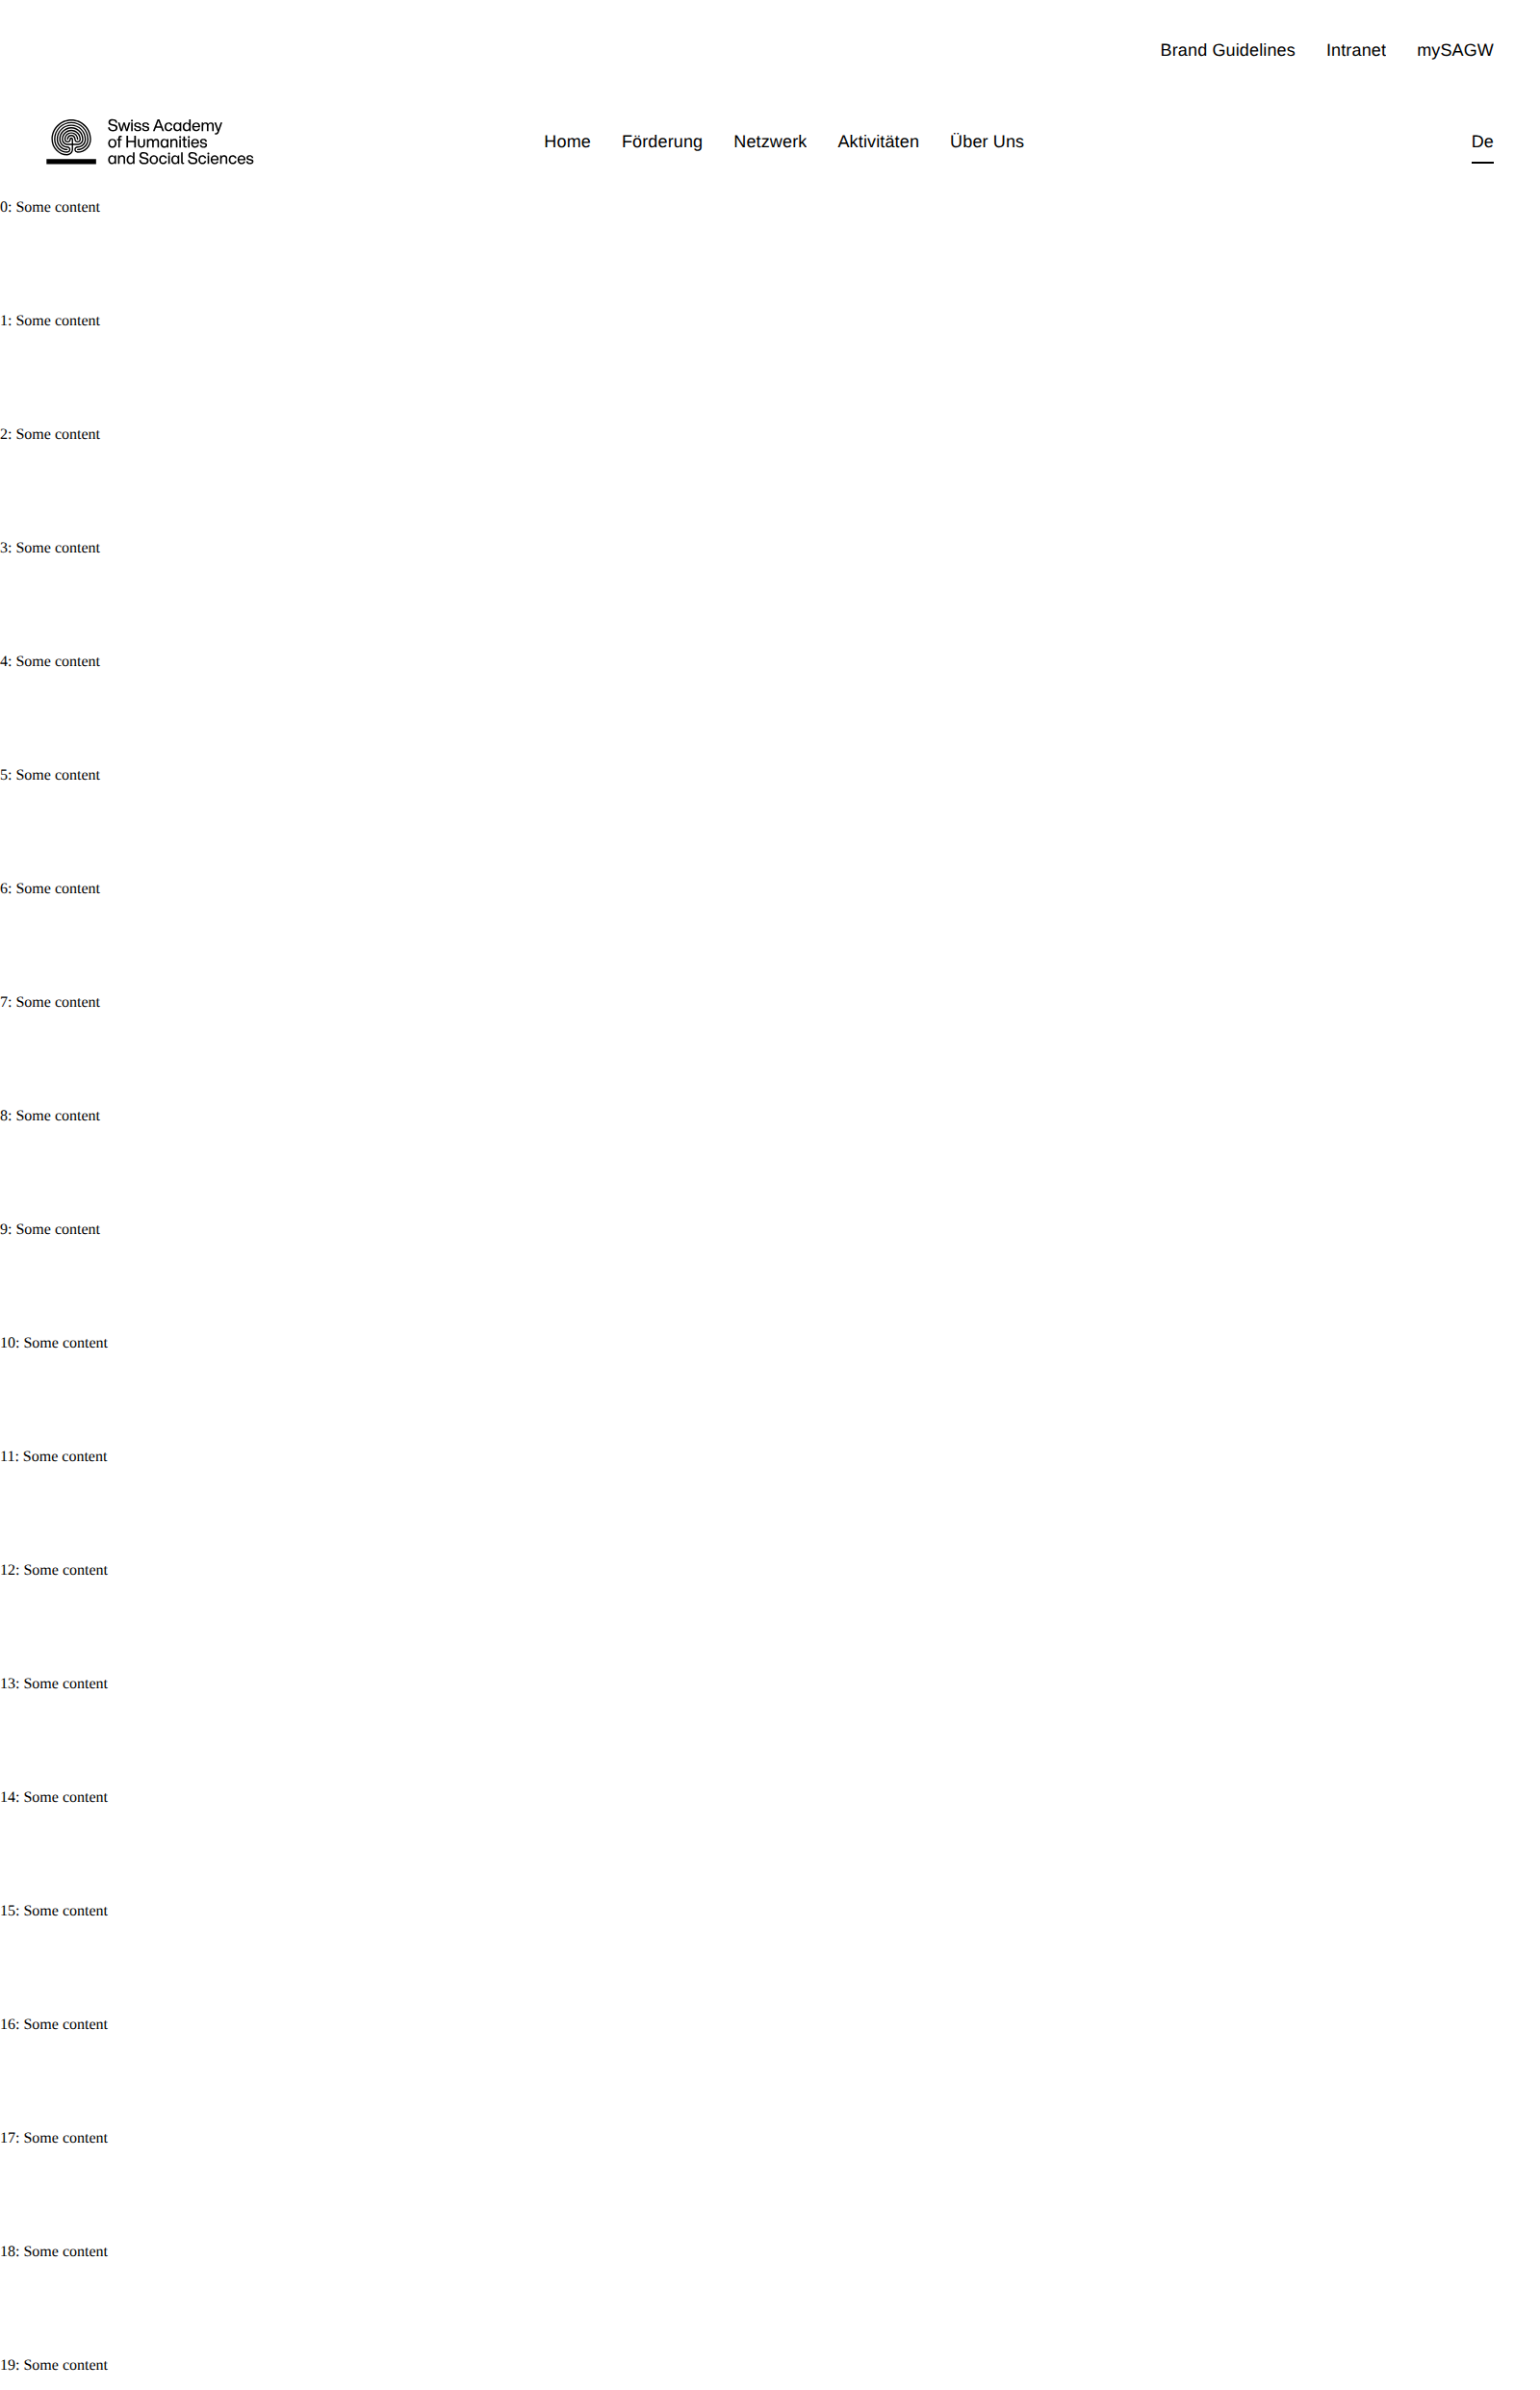 Brand Guidelines Intranet mySAGW
Swiss Academy
of Humanities
and Social Sciences
Home Förderung Netzwerk Aktivitäten Über Uns
De
0: Some content
1: Some content
2: Some content
3: Some content
4: Some content
5: Some content
6: Some content
7: Some content
8: Some content
9: Some content
10: Some content
11: Some content
12: Some content
13: Some content
14: Some content
15: Some content
16: Some content
17: Some content
18: Some content
19: Some content